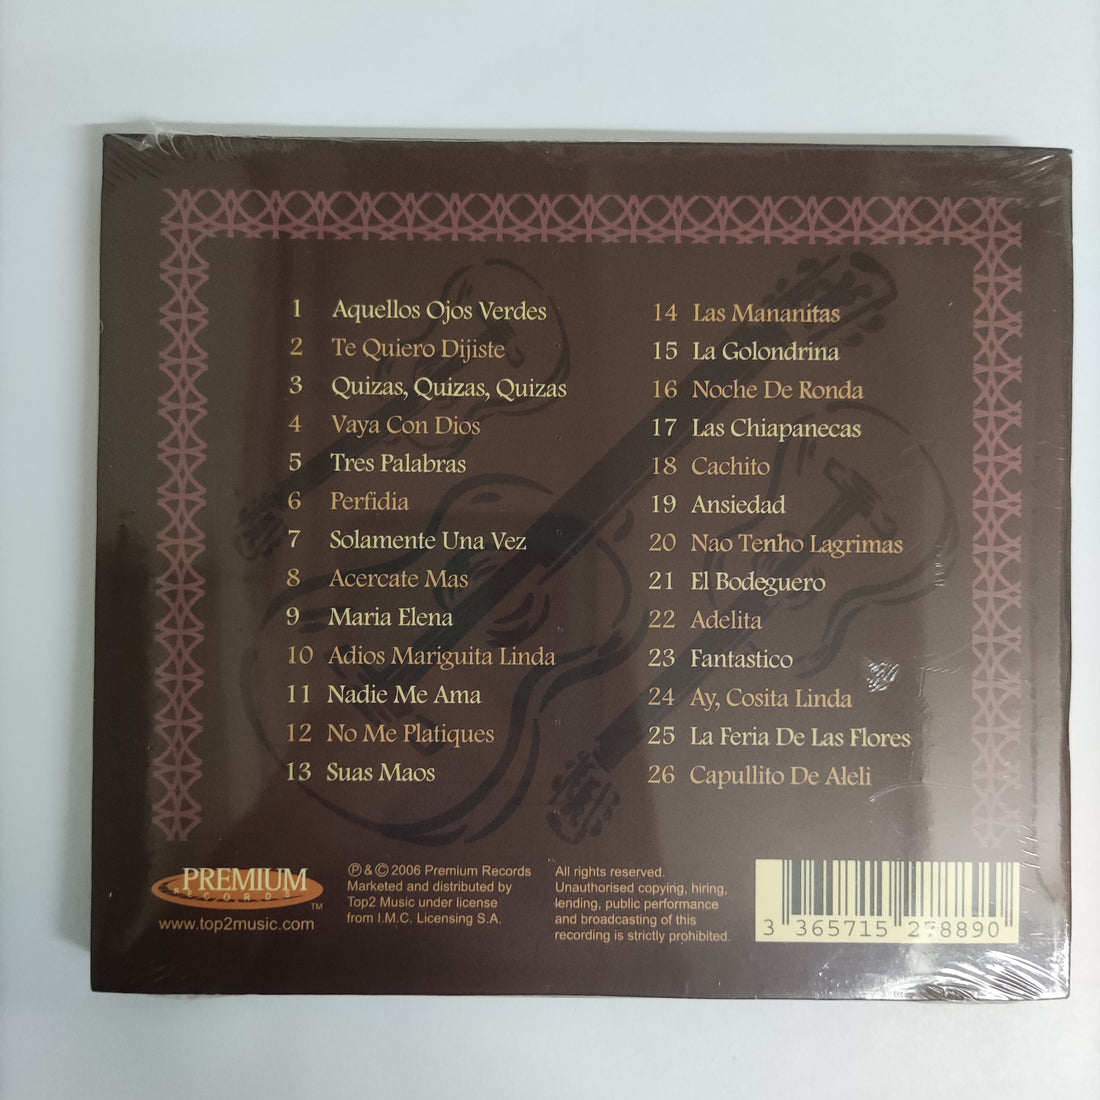 1 Aquellos Ojos Verdes
2 Te Quiero Dijiste
3 Quizas, Quizas, Quizas
4 Vaya Con Dios
5 Tres Palabras
6 Perfidia
7 Solamente Una Vez
8 Acercate Mas
9 Maria Elena
10 Adios Mariguita Linda
11 Nadie Me Ama
12 No Me Platiques
13 Suas Maos
14 Las Mananitas
15 La Golondrina
16 Noche De Ronda
17 Las Chiapanecas
18 Cachito
19 Ansiedad
20 Nao Tenho Lagrimas
21 El Bodeguero
22 Adelita
23 Fantastico
24 Ay, Cosita Linda
25 La Feria De Las Flores
26 Capullito De Aleli
PREMIUM
RECORDS
TM
www.top2music.com
℗ & © 2006 Premium Records
Marketed and distributed by
Top2 Music under license
from I.M.C. Licensing S.A.
All rights reserved.
Unauthorised copying, hiring,
lending, public performance
and broadcasting of this
recording is strictly prohibited.
3 365715 278890